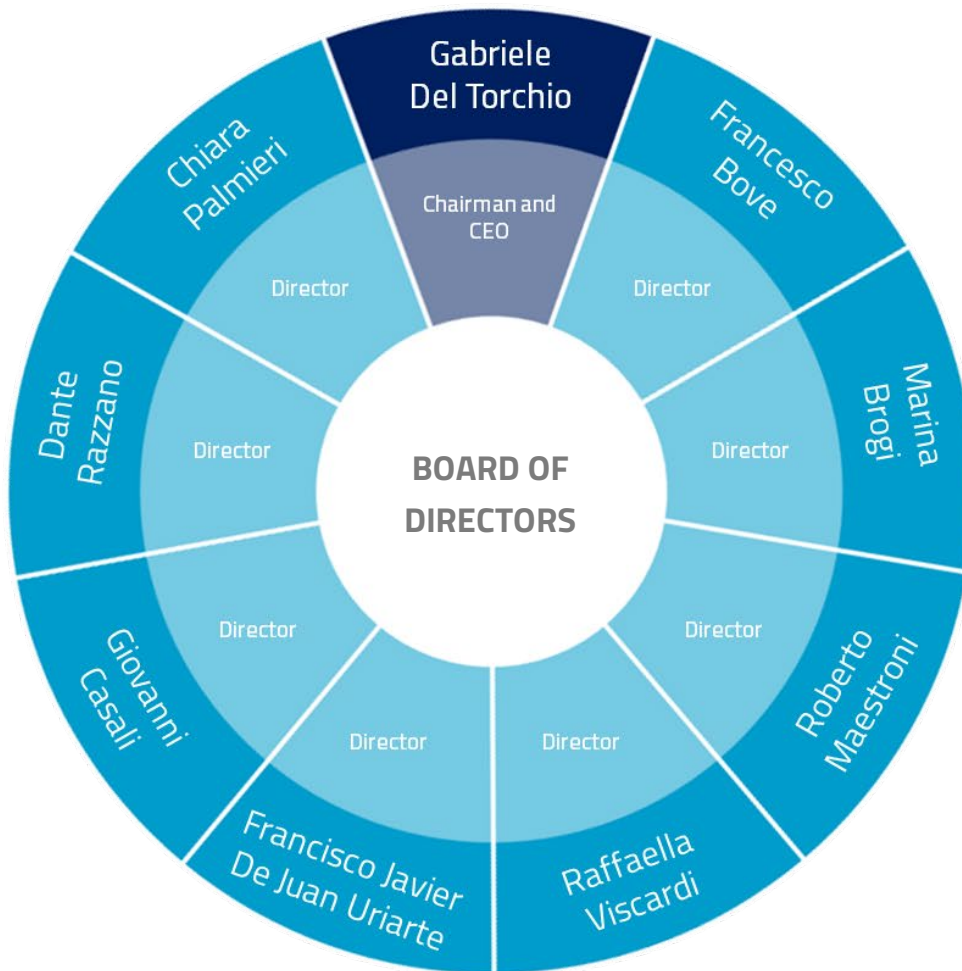 Gabriele
Del Torchio
Chairman and
CEO
Francesco
Bove
Director
Marina
Brogi
Director
Roberto
Maestroni
Director
Raffaella
Viscardi
Director
Francisco Javier
De Juan Uriarte
Director
Giovanni
Casali
Director
Dante
Razzano
Director
Chiara
Palmieri
Director
BOARD OF
DIRECTORS